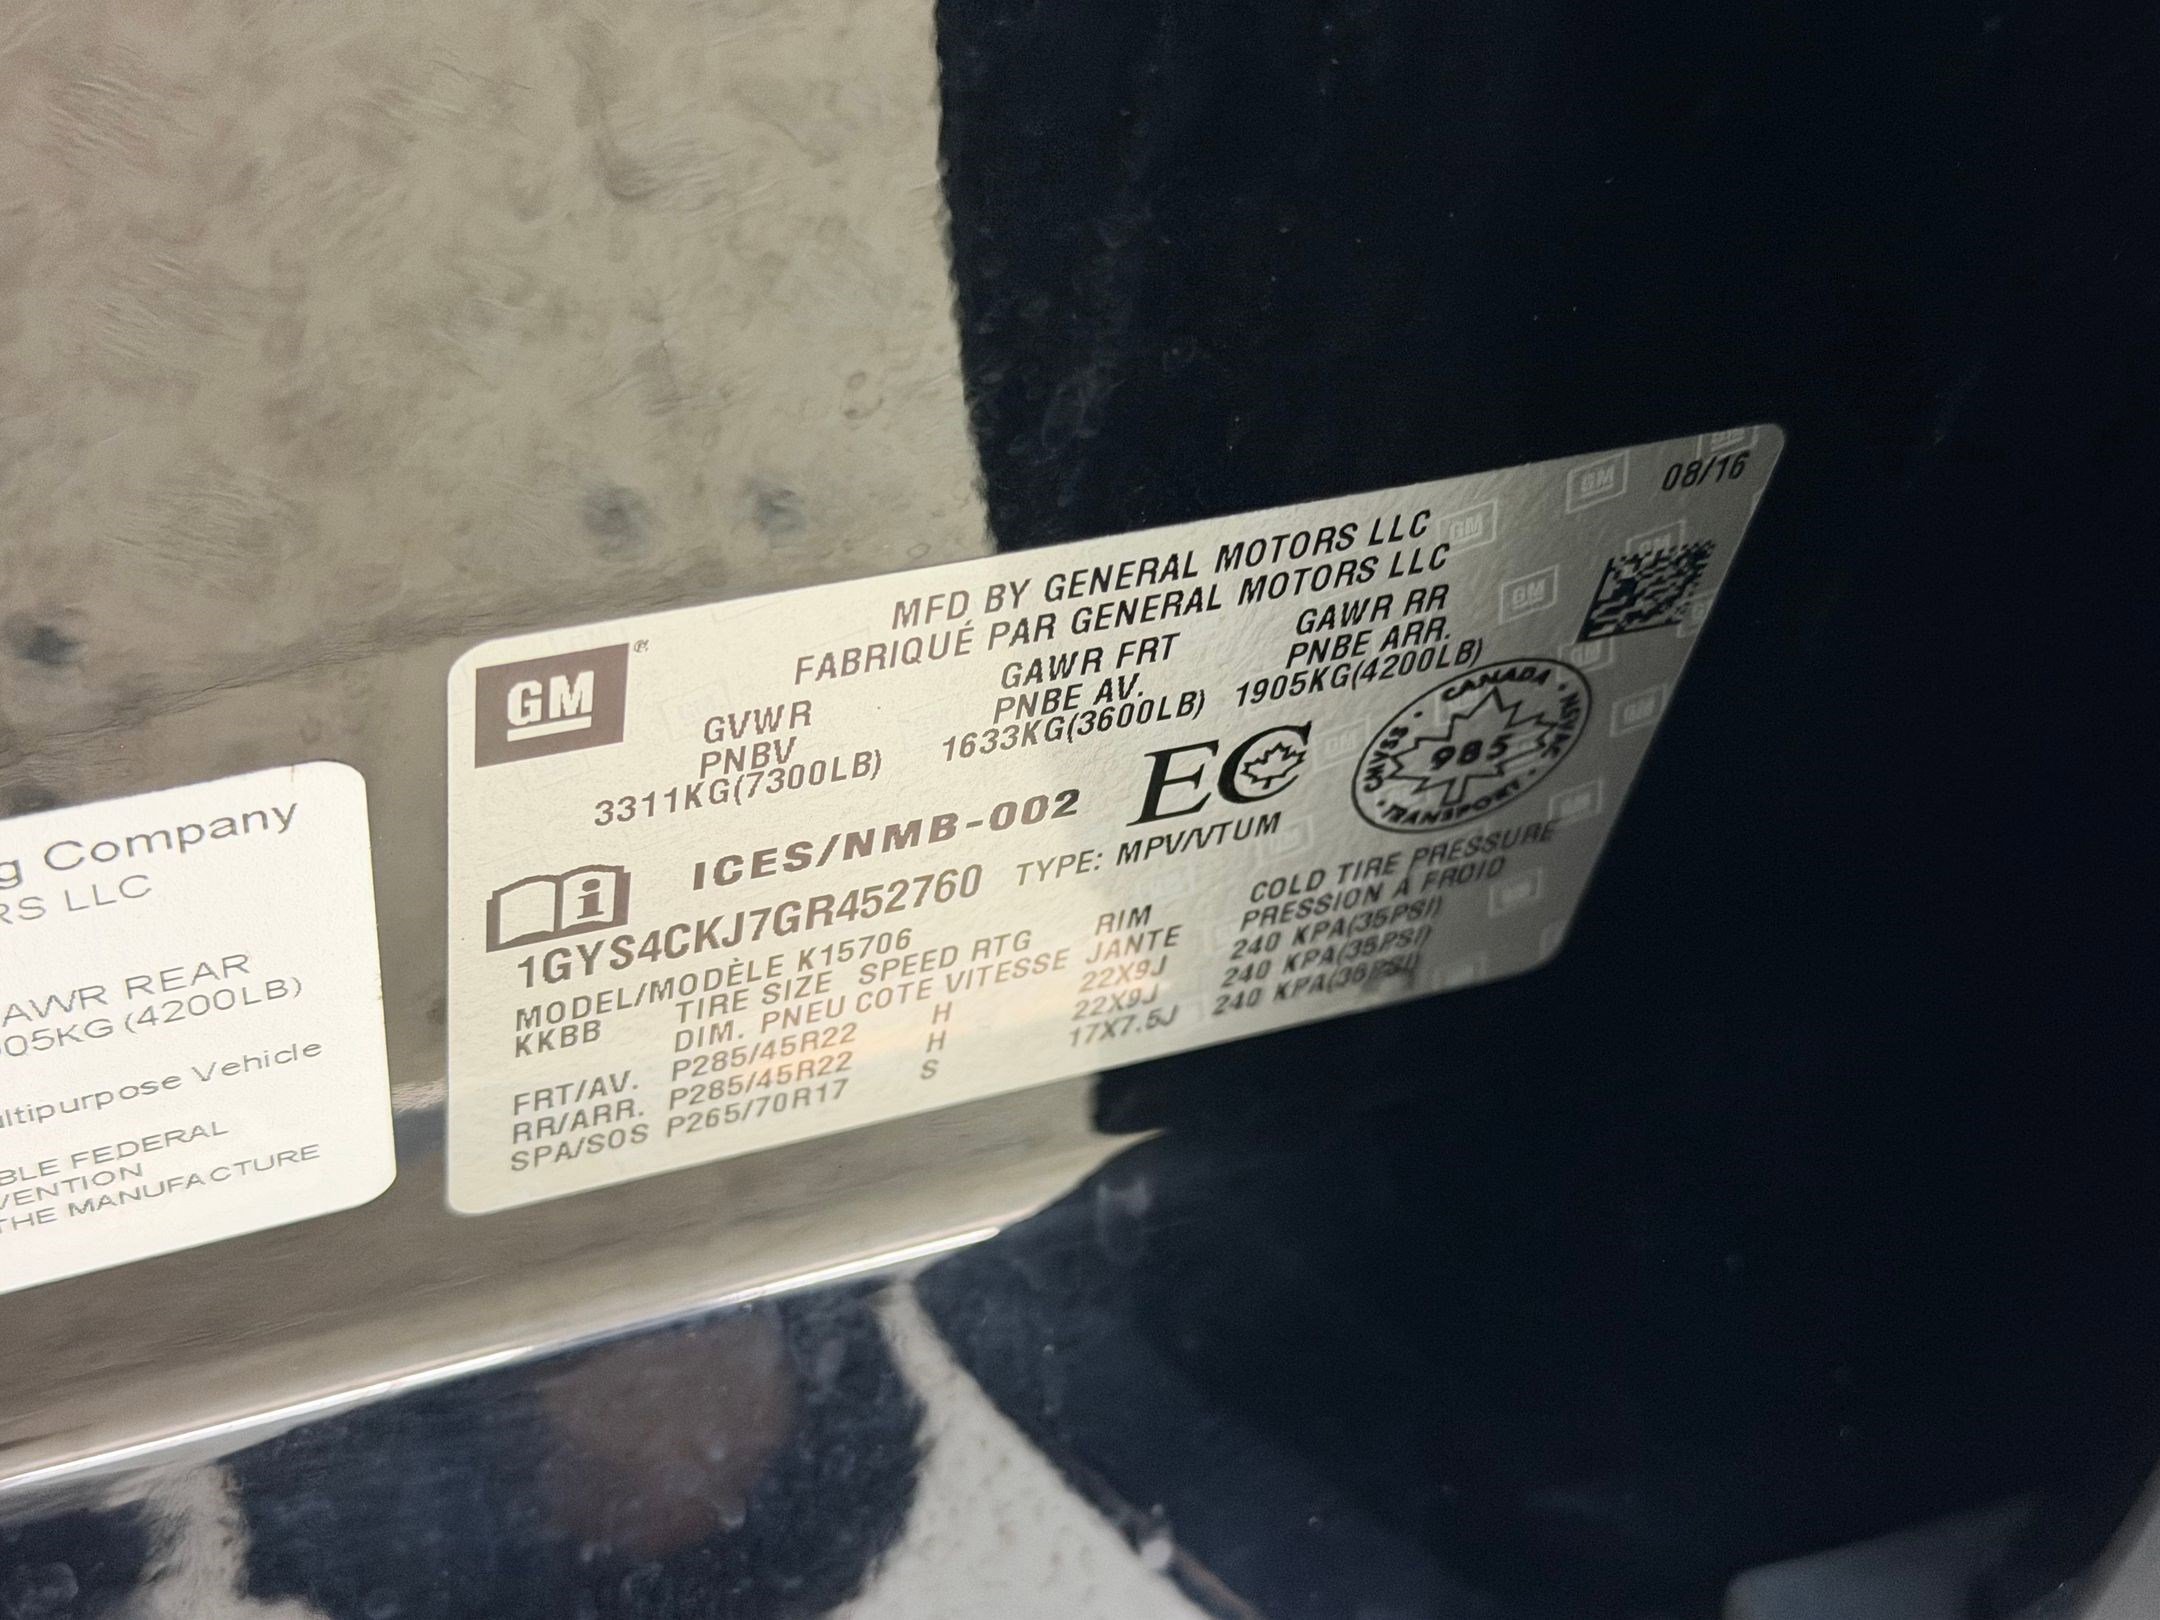 08/16
MFD BY GENERAL MOTORS LLC
FABRIQUÉ PAR GENERAL MOTORS LLC
GM
GVWR GAWR FRT GAWR RR
PNBV PNBE AV. PNBE ARR.
3311KG(7300LB) 1633KG(3600LB) 1905KG(4200LB)
ICES/NMB-002 EC
CANADA · NSVAC · TRANSPORT · CMVSS
985
1GYS4CKJ7GR452760 TYPE: MPV/VTUM
MODEL/MODÈLE K15706
KKBB TIRE SIZE SPEED RTG RIM COLD TIRE PRESSURE
DIM. PNEU COTE VITESSE JANTE PRESSION À FROID
FRT/AV. P285/45R22 H 22X9J 240 KPA(35PSI)
RR/ARR. P285/45R22 H 22X9J 240 KPA(35PSI)
SPA/SOS P265/70R17 S 17X7.5J 240 KPA(35PSI)
g Company
RS LLC
AWR REAR
05KG (4200LB)
ltipurpose Vehicle
BLE FEDERAL
VENTION
THE MANUFACTURE